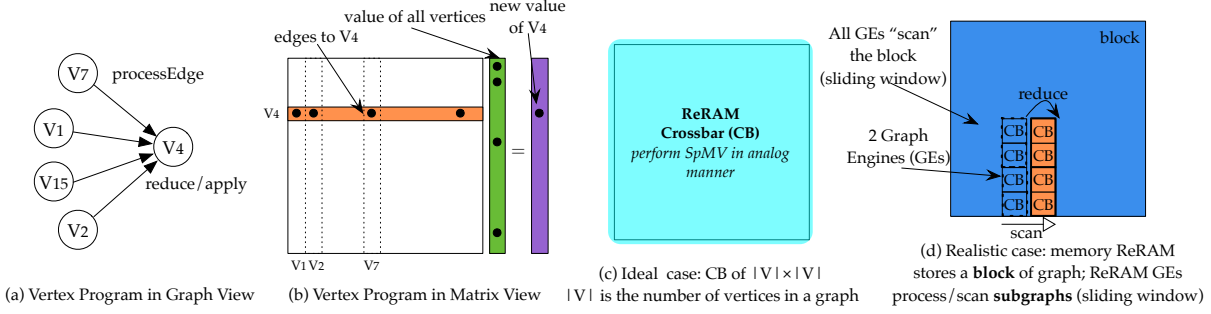 V7
processEdge
V1
V4
V15
reduce/apply
V2
(a) Vertex Program in Graph View
value of all vertices
new value
of V4
edges to V4
V4
=
V1 V2 V7
(b) Vertex Program in Matrix View
ReRAM
Crossbar (CB)
perform SpMV in analog
manner
(c) Ideal case: CB of |V|×|V|
|V| is the number of vertices in a graph
All GEs “scan”
the block
(sliding window)
block
reduce
2 Graph
Engines (GEs)
CB CB
CB CB
CB CB
CB CB
scan
(d) Realistic case: memory ReRAM
stores a block of graph; ReRAM GEs
process/scan subgraphs (sliding window)